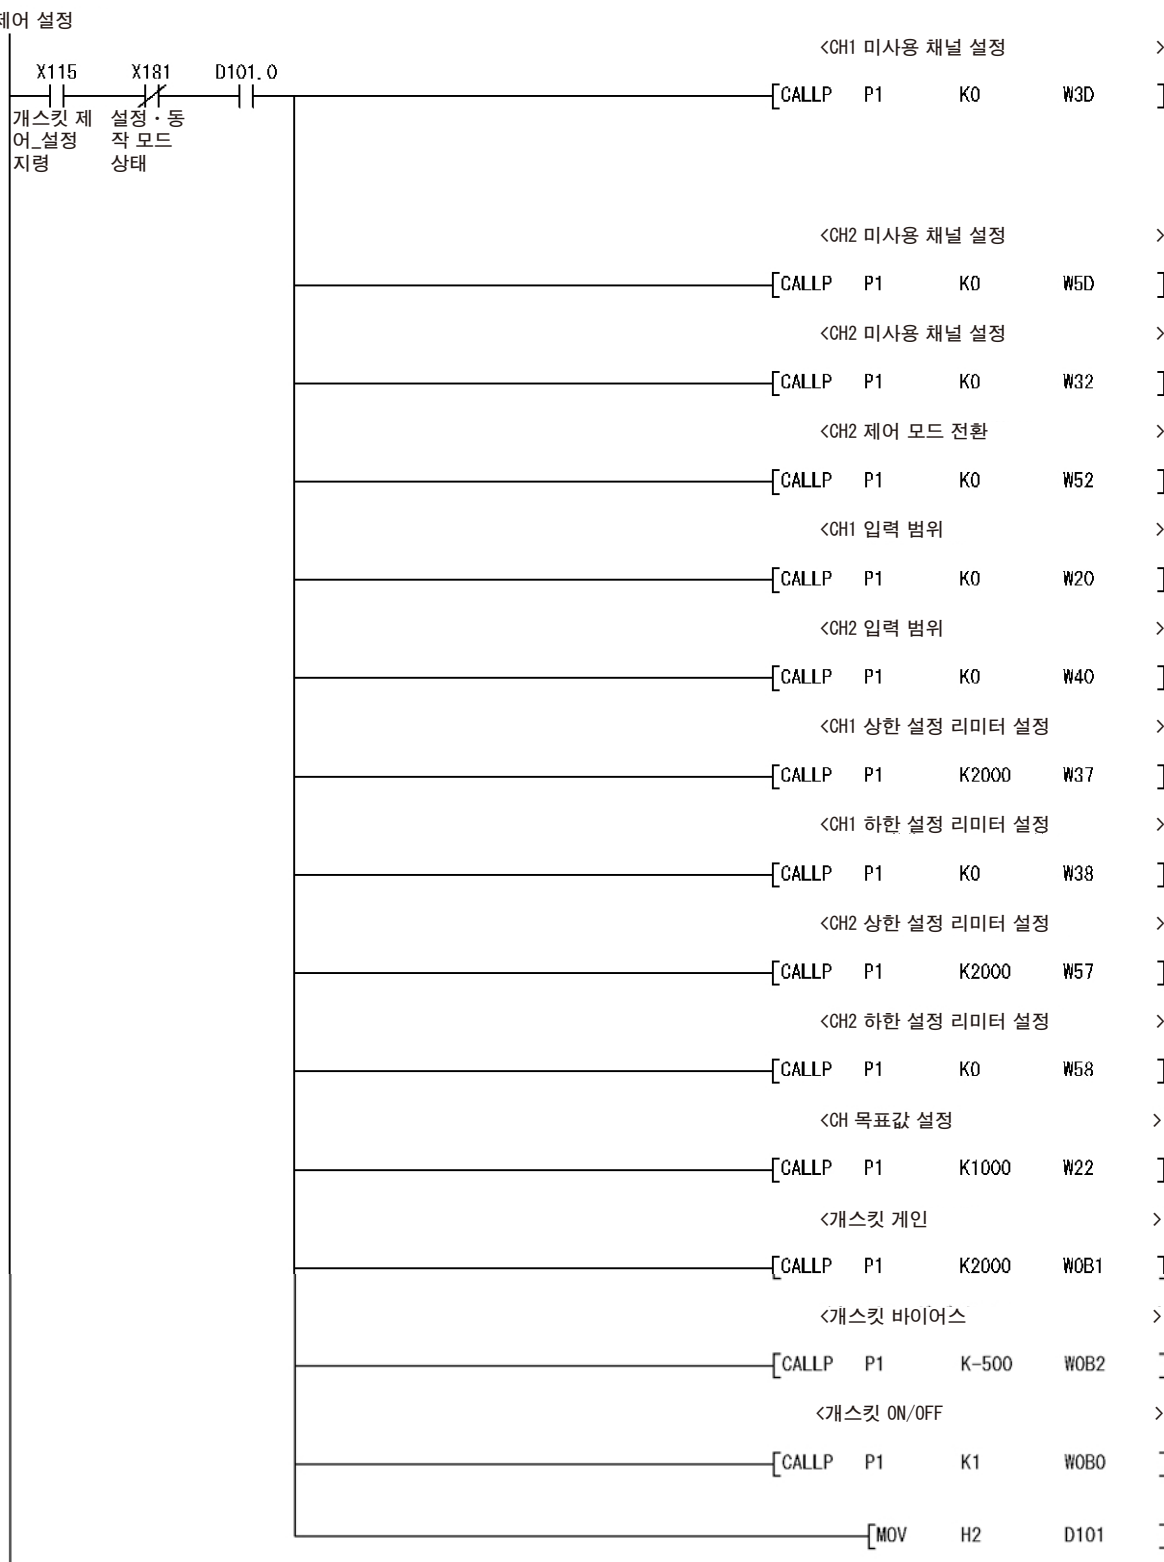 제어 설정
<CH1 미사용 채널 설정 >
X115 X181 D101.0
[CALLP P1 K0 W3D ]
개스킷 제 설정·동
어_설정 작 모드
지령 상태
<CH2 미사용 채널 설정 >
[CALLP P1 K0 W5D ]
<CH2 미사용 채널 설정 >
[CALLP P1 K0 W32 ]
<CH2 제어 모드 전환 >
[CALLP P1 K0 W52 ]
<CH1 입력 범위 >
[CALLP P1 K0 W20 ]
<CH2 입력 범위 >
[CALLP P1 K0 W40 ]
<CH1 상한 설정 리미터 설정 >
[CALLP P1 K2000 W37 ]
<CH1 하한 설정 리미터 설정 >
[CALLP P1 K0 W38 ]
<CH2 상한 설정 리미터 설정 >
[CALLP P1 K2000 W57 ]
<CH2 하한 설정 리미터 설정 >
[CALLP P1 K0 W58 ]
<CH 목표값 설정 >
[CALLP P1 K1000 W22 ]
<개스킷 게인 >
[CALLP P1 K2000 W0B1 ]
<개스킷 바이어스 >
[CALLP P1 K-500 W0B2 ]
<개스킷 ON/OFF >
[CALLP P1 K1 W0B0 ]
[MOV H2 D101 ]